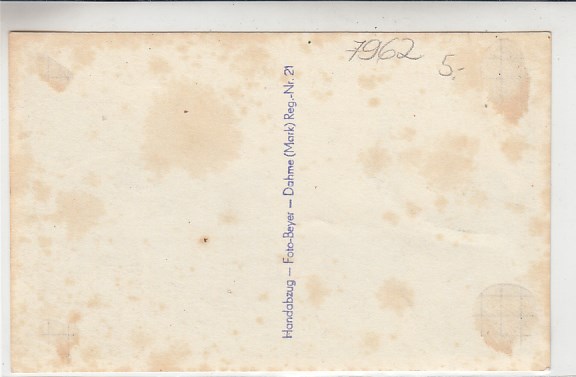 7962
5,-
Handabzug — Foto-Beyer — Dahme (Mark) Reg.-Nr. 21